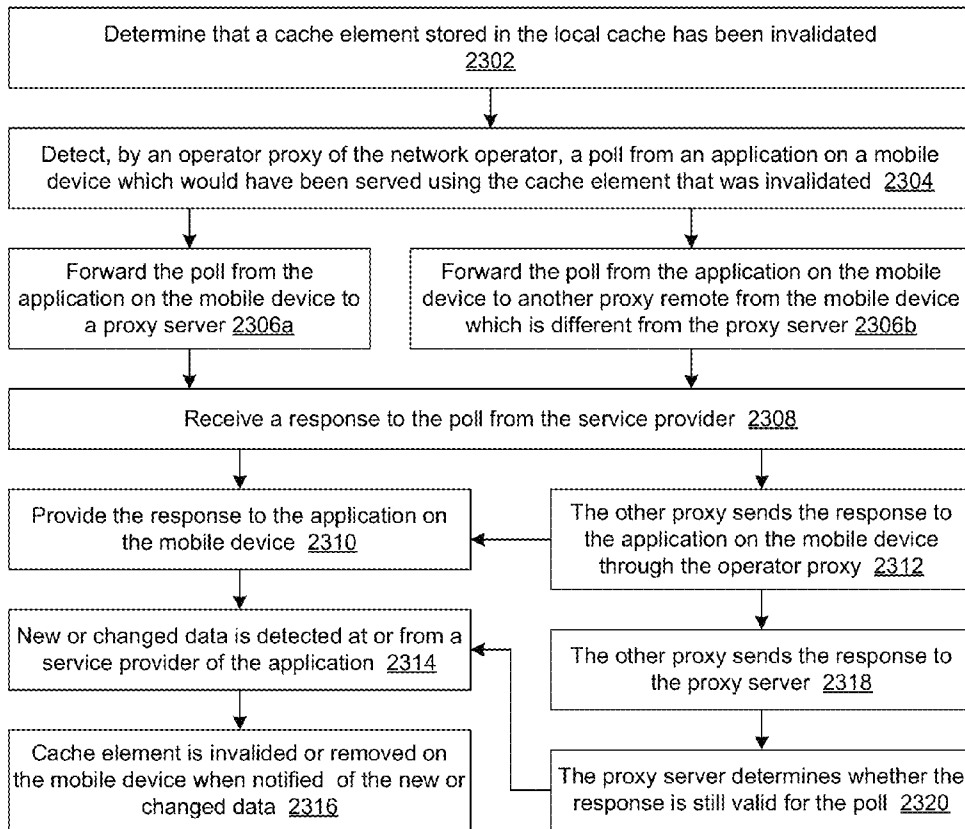 Determine that a cache element stored in the local cache has been invalidated
2302
Detect, by an operator proxy of the network operator, a poll from an application on a mobile
device which would have been served using the cache element that was invalidated 2304
Forward the poll from the
application on the mobile device to
a proxy server 2306a
Forward the poll from the application on the mobile
device to another proxy remote from the mobile device
which is different from the proxy server 2306b
Receive a response to the poll from the service provider 2308
Provide the response to the application on
the mobile device 2310
The other proxy sends the response to
the application on the mobile device
through the operator proxy 2312
New or changed data is detected at or from a
service provider of the application 2314
The other proxy sends the response to
the proxy server 2318
Cache element is invalided or removed on
the mobile device when notified of the new or
changed data 2316
The proxy server determines whether the
response is still valid for the poll 2320